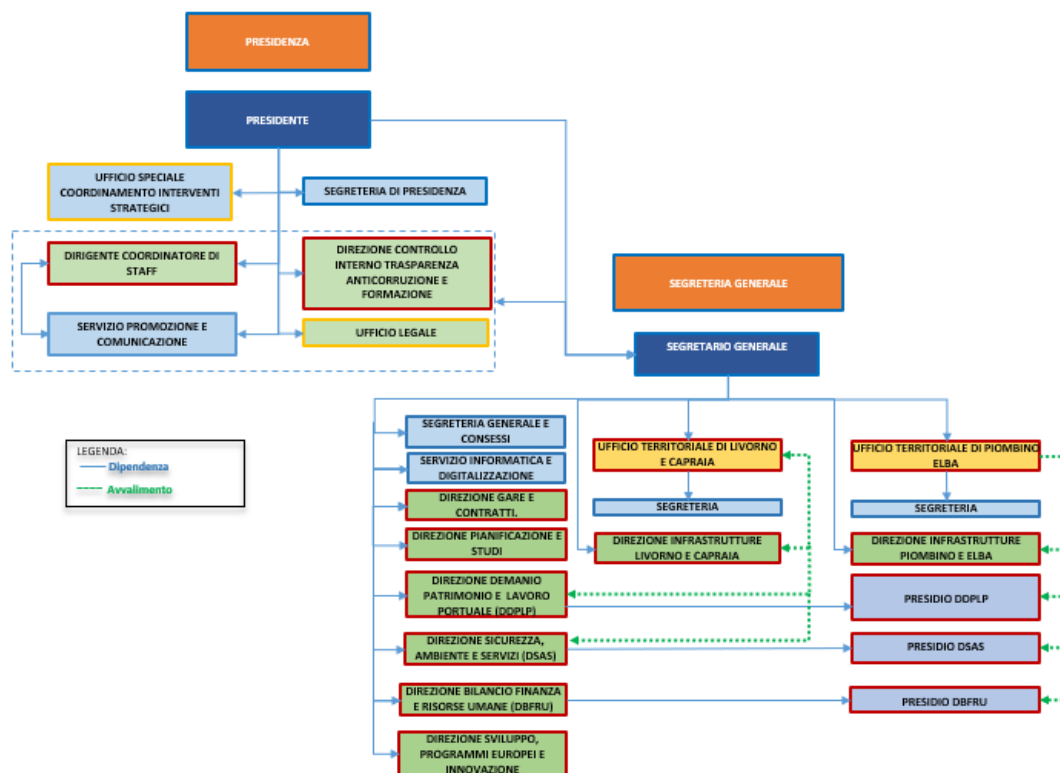 PRESIDENZA
PRESIDENTE
UFFICIO SPECIALE
COORDINAMENTO INTERVENTI
STRATEGICI
SEGRETERIA DI PRESIDENZA
DIRIGENTE COORDINATORE DI
STAFF
DIREZIONE CONTROLLO
INTERNO TRASPARENZA
ANTICORRUZIONE E
FORMAZIONE
SERVIZIO PROMOZIONE E
COMUNICAZIONE
UFFICIO LEGALE
SEGRETERIA GENERALE
SEGRETARIO GENERALE
LEGENDA:
Dipendenza
Avvalimento
SEGRETERIA GENERALE E
CONSESSI
SERVIZIO INFORMATICA E
DIGITALIZZAZIONE
DIREZIONE GARE E
CONTRATTI.
DIREZIONE PIANIFICAZIONE E
STUDI
DIREZIONE DEMANIO
PATRIMONIO E LAVORO
PORTUALE (DDPLP)
DIREZIONE SICUREZZA,
AMBIENTE E SERVIZI (DSAS)
DIREZIONE BILANCIO FINANZA
E RISORSE UMANE (DBFRU)
DIREZIONE SVILUPPO,
PROGRAMMI EUROPEI E
INNOVAZIONE
UFFICIO TERRITORIALE DI LIVORNO
E CAPRAIA
SEGRETERIA
DIREZIONE INFRASTRUTTURE
LIVORNO E CAPRAIA
UFFICIO TERRITORIALE DI PIOMBINO
ELBA
SEGRETERIA
DIREZIONE INFRASTRUTTURE
PIOMBINO E ELBA
PRESIDIO DDPLP
PRESIDIO DSAS
PRESIDIO DBFRU